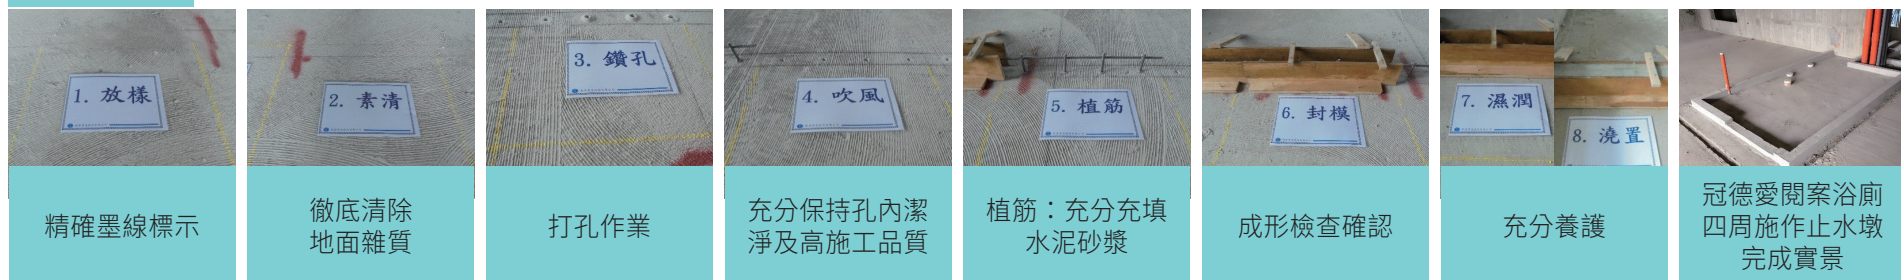 1. 放樣
精確墨線標示
2. 素清
徹底清除
地面雜質
3. 鑽孔
打孔作業
4. 吹風
充分保持孔內潔
淨及高施工品質
5. 植筋
植筋：充分充填
水泥砂漿
6. 封模
成形檢查確認
7. 濕潤
8. 澆置
充分養護
冠德愛閱案浴廁
四周施作止水墩
完成實景